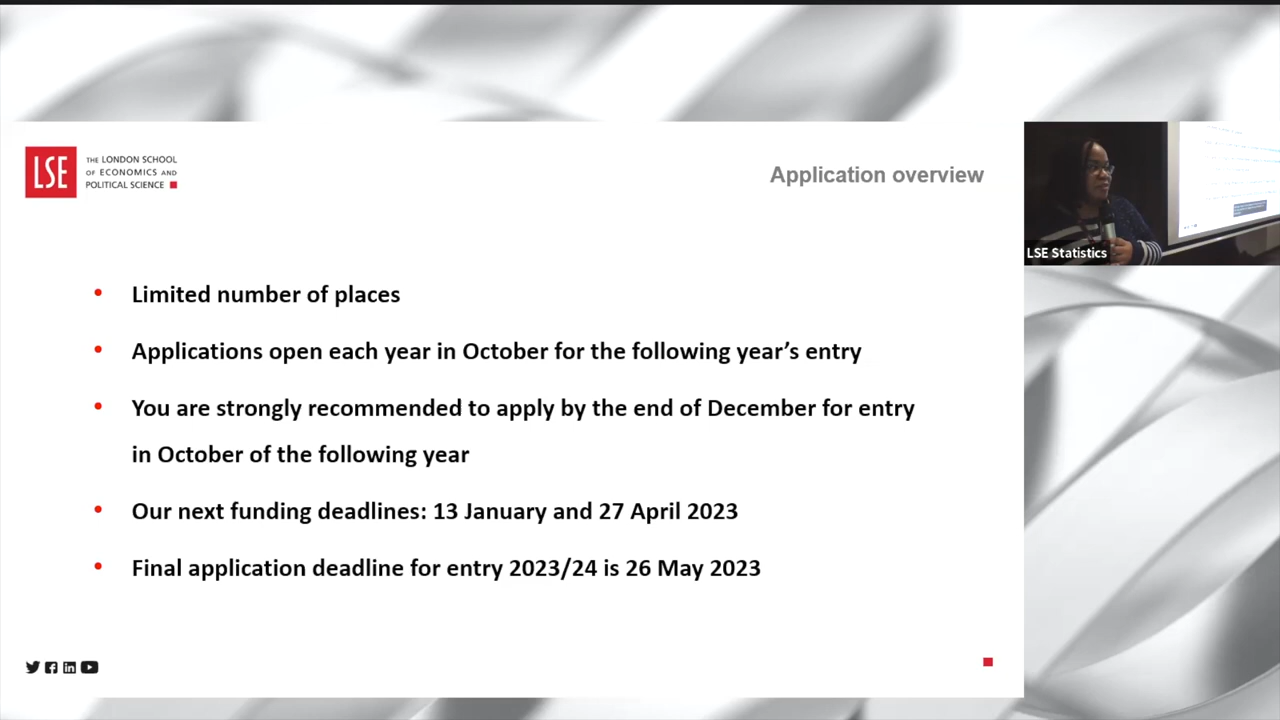 LSE
THE LONDON SCHOOL
OF ECONOMICS AND
POLITICAL SCIENCE
Application overview
LSE Statistics
• Limited number of places
• Applications open each year in October for the following year’s entry
• You are strongly recommended to apply by the end of December for entry
in October of the following year
• Our next funding deadlines: 13 January and 27 April 2023
• Final application deadline for entry 2023/24 is 26 May 2023